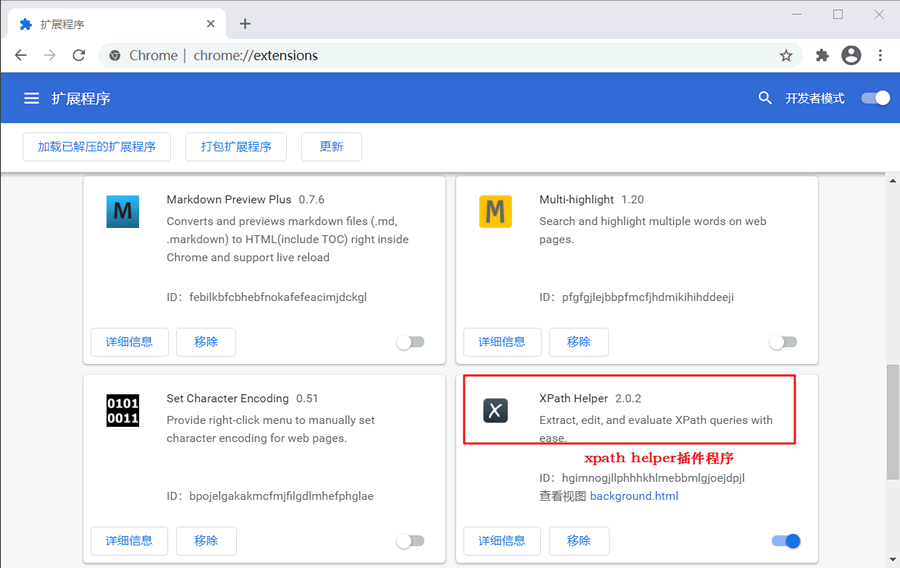 扩展程序
Chrome | chrome://extensions
扩展程序
开发者模式
加载已解压的扩展程序
打包扩展程序
更新
M
Markdown Preview Plus 0.7.6
Converts and previews markdown files (.md,
.markdown) to HTML(include TOC) right inside
Chrome and support live reload
ID: febilkbfcbhebfnokafefeacimjdckgl
详细信息
移除
M
Multi-highlight 1.20
Search and highlight multiple words on web
pages.
ID: pfgfgjlejbbpfmcfjhdmikihihddeeji
详细信息
移除
0101
0011
Set Character Encoding 0.51
Provide right-click menu to manually set
character encoding for web pages.
ID: bpojelgakakmcfmjfilgdlmhefphglae
详细信息
移除
X
XPath Helper 2.0.2
Extract, edit, and evaluate XPath queries with
ease.
xpath helper插件程序
ID: hgimnogjllphhhkhlmebbmlgjoejdpjl
查看视图 background.html
详细信息
移除